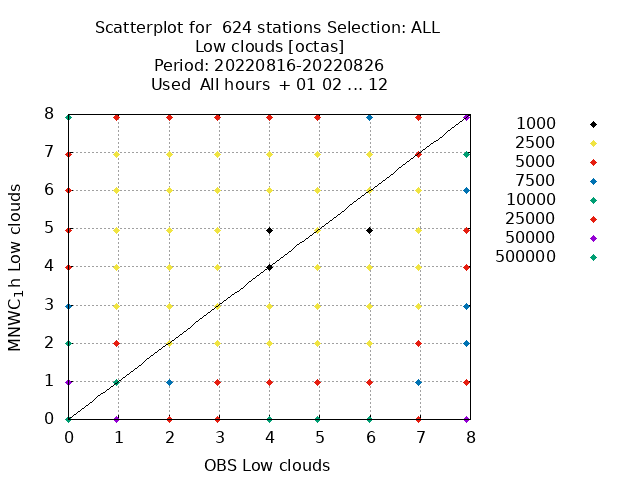 Scatterplot for  624 stations Selection: ALL
Low clouds [octas]
Period: 20220816-20220826
Used  All hours  + 01 02 ... 12
MNWC₁h Low clouds
8
7
6
5
4
3
2
1
0
0 1 2 3 4 5 6 7 8
OBS Low clouds
1000
2500
5000
7500
10000
25000
50000
500000